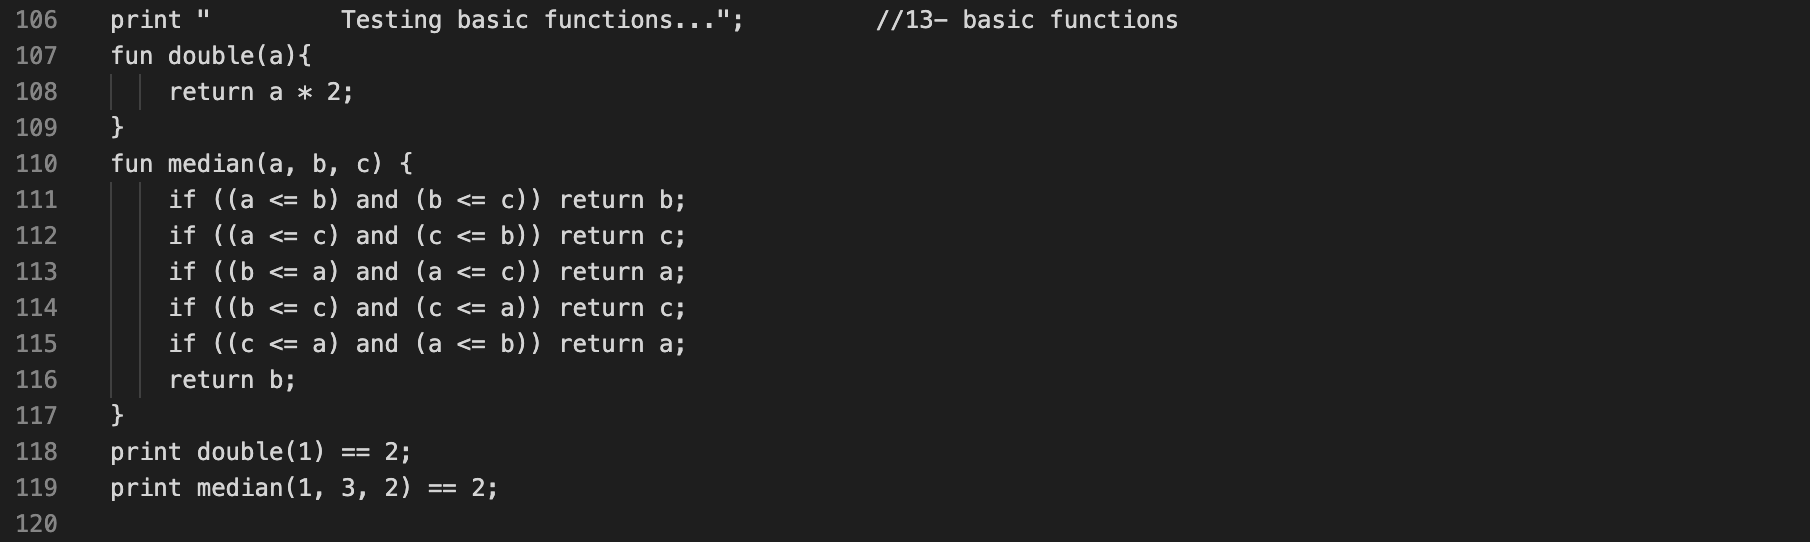 106 print "         Testing basic functions...";         //13- basic functions
107 fun double(a){
108     return a * 2;
109 }
110 fun median(a, b, c) {
111     if ((a <= b) and (b <= c)) return b;
112     if ((a <= c) and (c <= b)) return c;
113     if ((b <= a) and (a <= c)) return a;
114     if ((b <= c) and (c <= a)) return c;
115     if ((c <= a) and (a <= b)) return a;
116     return b;
117 }
118 print double(1) == 2;
119 print median(1, 3, 2) == 2;
120